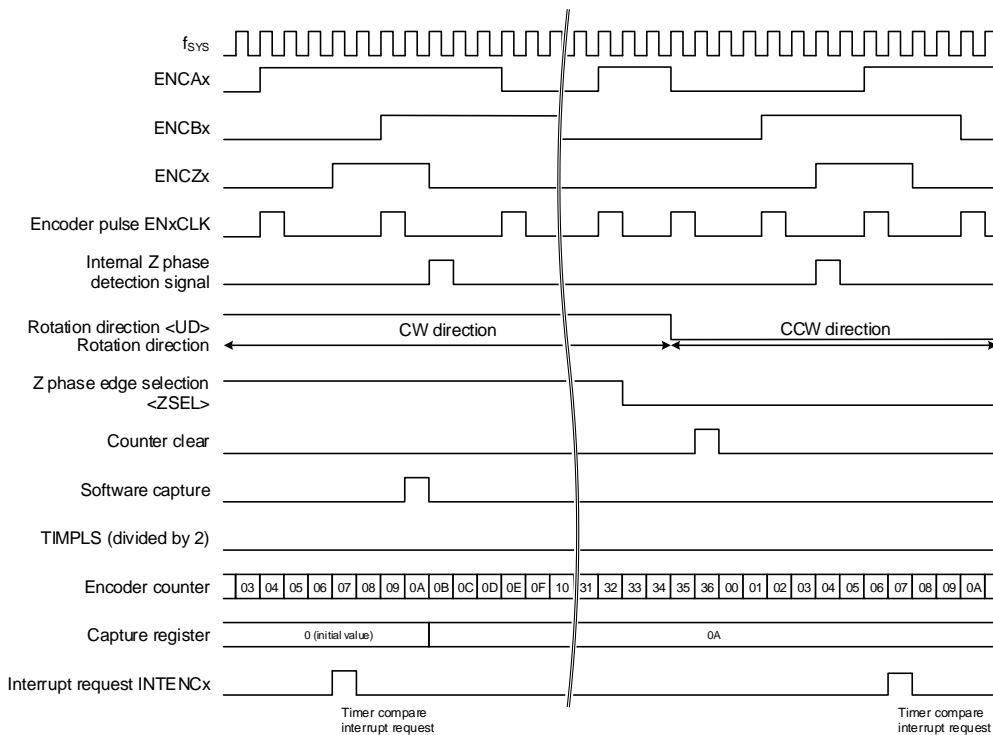 fSYS
ENCAx
ENCBx
ENCZx
Encoder pulse ENxCLK
Internal Z phase
detection signal
Rotation direction <UD>
Rotation direction
CW direction
CCW direction
Z phase edge selection
<ZSEL>
Counter clear
Software capture
TIMPLS (divided by 2)
Encoder counter 03 04 05 06 07 08 09 0A 0B 0C 0D 0E 0F 10 31 32 33 34 35 36 00 01 02 03 04 05 06 07 08 09 0A
Capture register 0 (initial value) 0A
Interrupt request INTENCx
Timer compare
interrupt request
Timer compare
interrupt request